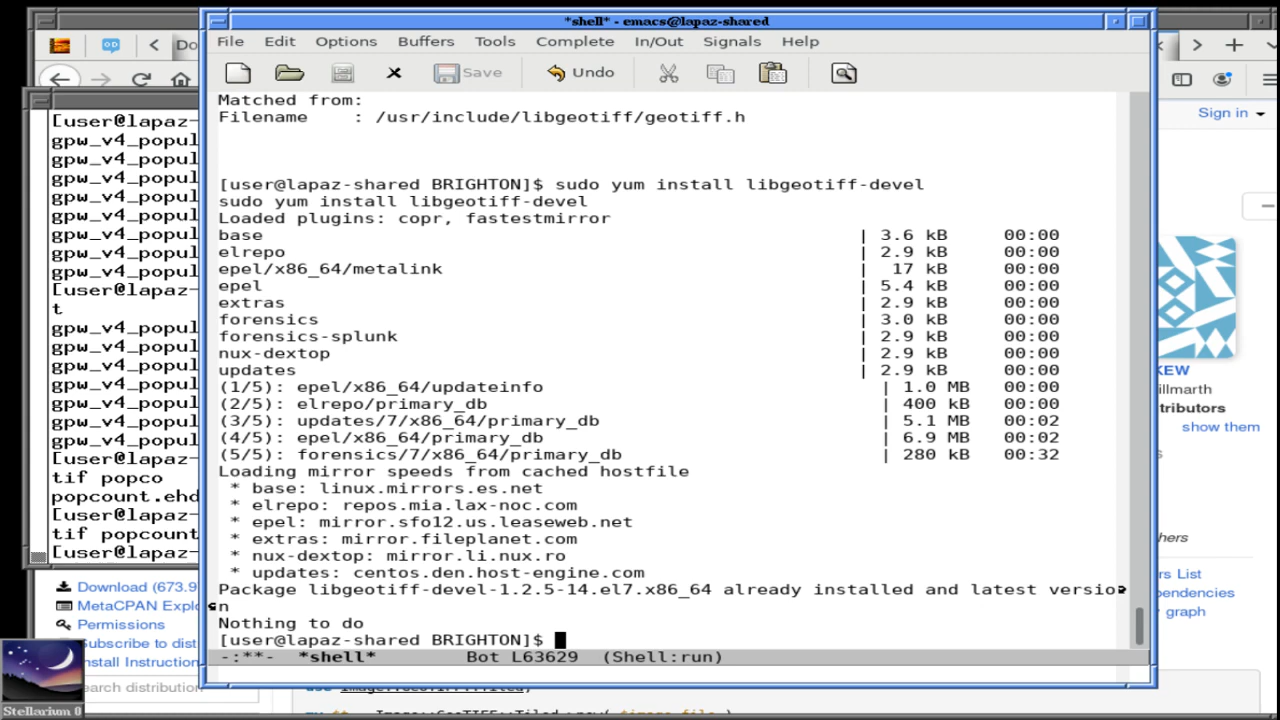 *shell* - emacs@lapaz-shared
File Edit Options Buffers Tools Complete In/Out Signals Help
Save Undo
Matched from:
Filename    : /usr/include/libgeotiff/geotiff.h
[user@lapaz-shared BRIGHTON]$ sudo yum install libgeotiff-devel
sudo yum install libgeotiff-devel
Loaded plugins: copr, fastestmirror
base | 3.6 kB 00:00
elrepo | 2.9 kB 00:00
epel/x86_64/metalink | 17 kB 00:00
epel | 5.4 kB 00:00
extras | 2.9 kB 00:00
forensics | 3.0 kB 00:00
forensics-splunk | 2.9 kB 00:00
nux-dextop | 2.9 kB 00:00
updates | 2.9 kB 00:00
(1/5): epel/x86_64/updateinfo | 1.0 MB 00:00
(2/5): elrepo/primary_db | 400 kB 00:00
(3/5): updates/7/x86_64/primary_db | 5.1 MB 00:02
(4/5): epel/x86_64/primary_db | 6.9 MB 00:02
(5/5): forensics/7/x86_64/primary_db | 280 kB 00:32
Loading mirror speeds from cached hostfile
* base: linux.mirrors.es.net
* elrepo: repos.mia.lax-noc.com
* epel: mirror.sfo12.us.leaseweb.net
* extras: mirror.fileplanet.com
* nux-dextop: mirror.li.nux.ro
* updates: centos.den.host-engine.com
Package libgeotiff-devel-1.2.5-14.el7.x86_64 already installed and latest versio
n
Nothing to do
[user@lapaz-shared BRIGHTON]$
-:**-  *shell*        Bot L63629   (Shell:run)
Do
[user@lapaz-
gpw_v4_popul
gpw_v4_popul
gpw_v4_popul
gpw_v4_popul
gpw_v4_popul
gpw_v4_popul
gpw_v4_popul
gpw_v4_popul
[user@lapaz-
t
gpw_v4_popul
gpw_v4_popul
gpw_v4_popul
gpw_v4_popul
gpw_v4_popul
gpw_v4_popul
gpw_v4_popul
[user@lapaz-
tif popco
popcount.ehd
[user@lapaz-
tif popcount
[user@lapaz-
Download (673.9
MetaCPAN Explo
Permissions
Subscribe to dist
nstall Instruction
earch distribution
Stellarium 0
Sign in
KEW
illmarth
tributors
show them
hers
rs List
pendencies
graph